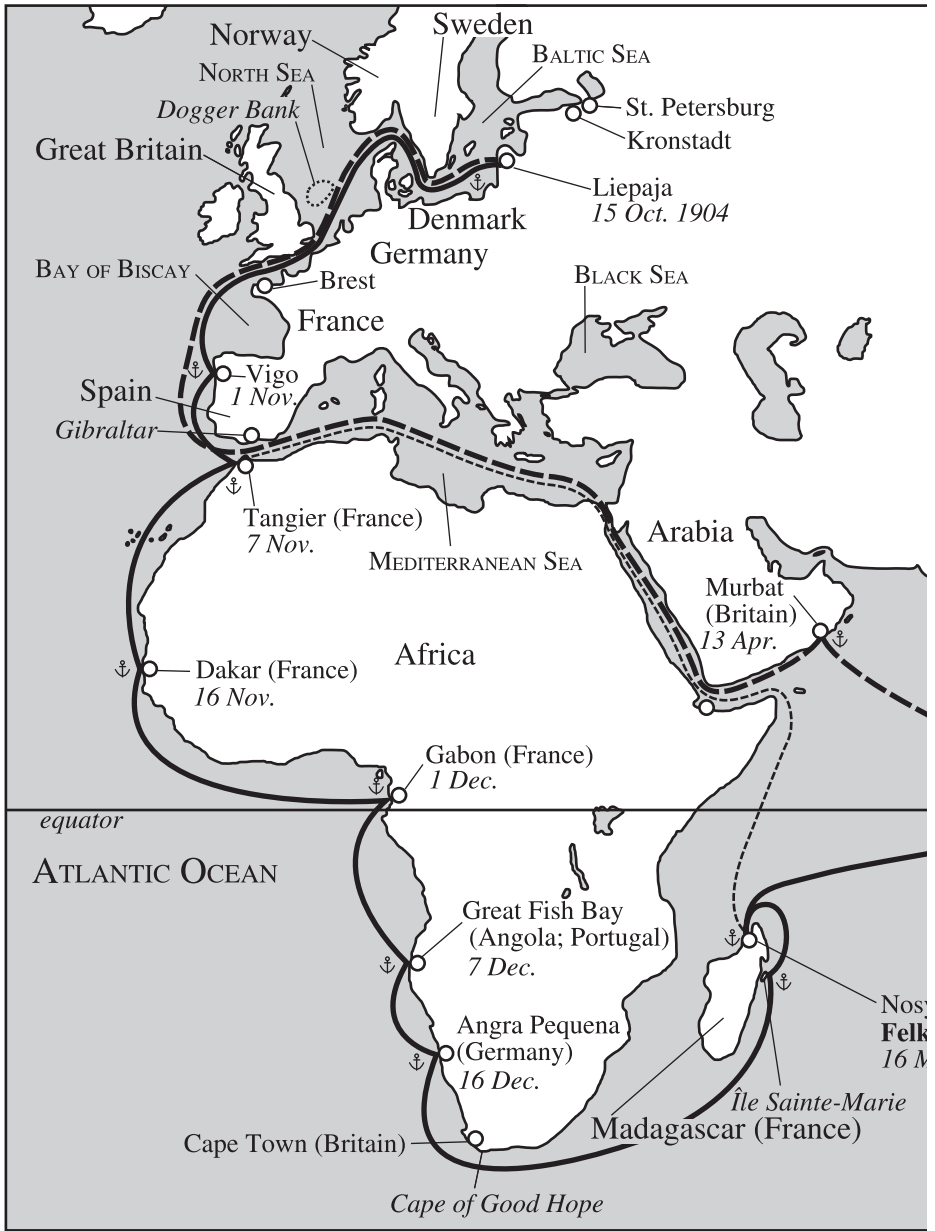 Norway
Sweden
NORTH SEA
BALTIC SEA
Dogger Bank
St. Petersburg
Kronstadt
Great Britain
Liepaja
15 Oct. 1904
Denmark
Germany
BAY OF BISCAY
Brest
BLACK SEA
France
Vigo
1 Nov.
Spain
Gibraltar
Tangier (France)
7 Nov.
MEDITERRANEAN SEA
Arabia
Murbat
(Britain)
13 Apr.
Africa
Dakar (France)
16 Nov.
Gabon (France)
1 Dec.
equator
ATLANTIC OCEAN
Great Fish Bay
(Angola; Portugal)
7 Dec.
Angra Pequena
(Germany)
16 Dec.
Île Sainte-Marie
Madagascar (France)
Cape Town (Britain)
Cape of Good Hope
16